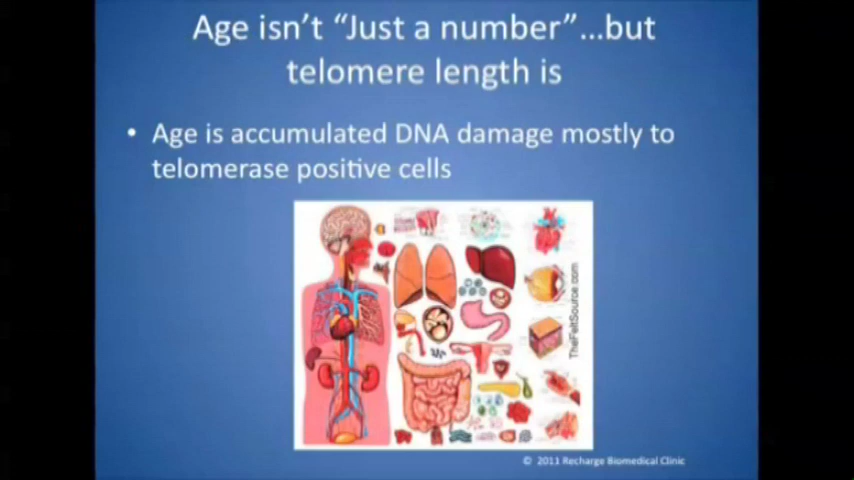 Age isn't “Just a number”...but
telomere length is
• Age is accumulated DNA damage mostly to
telomerase positive cells
TheFeltSource.com
© 2011 Recharge Biomedical Clinic